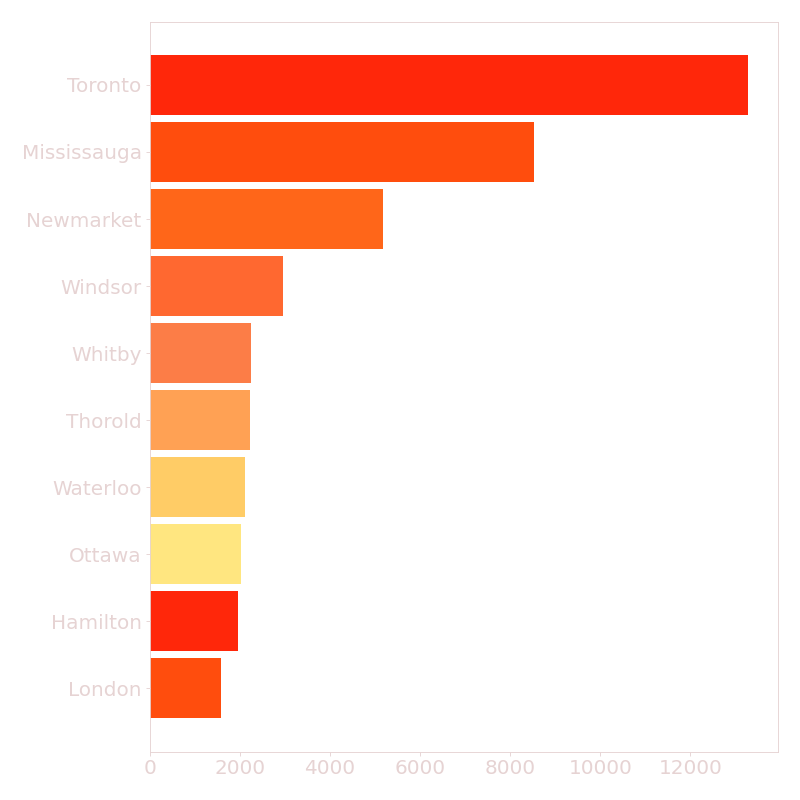 Toronto
Mississauga
Newmarket
Windsor
Whitby
Thorold
Waterloo
Ottawa
Hamilton
London
0 2000 4000 6000 8000 10000 12000